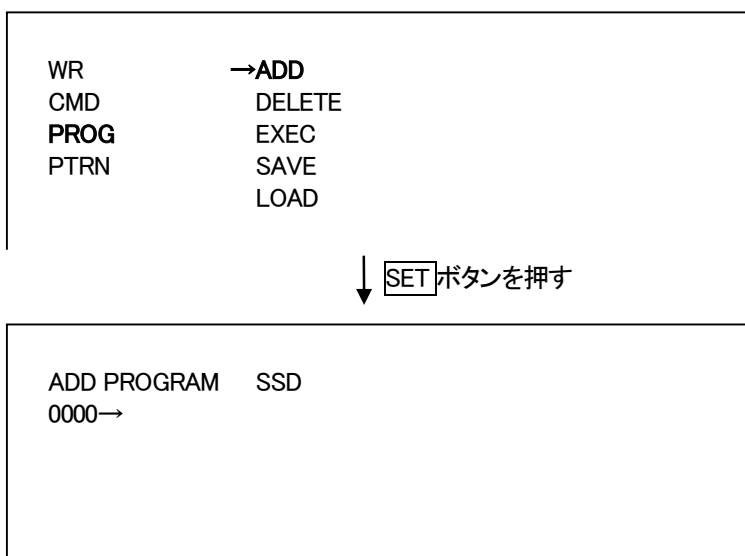 WR →ADD
CMD DELETE
PROG EXEC
PTRN SAVE
LOAD
SETボタンを押す
ADD PROGRAM SSD
0000→